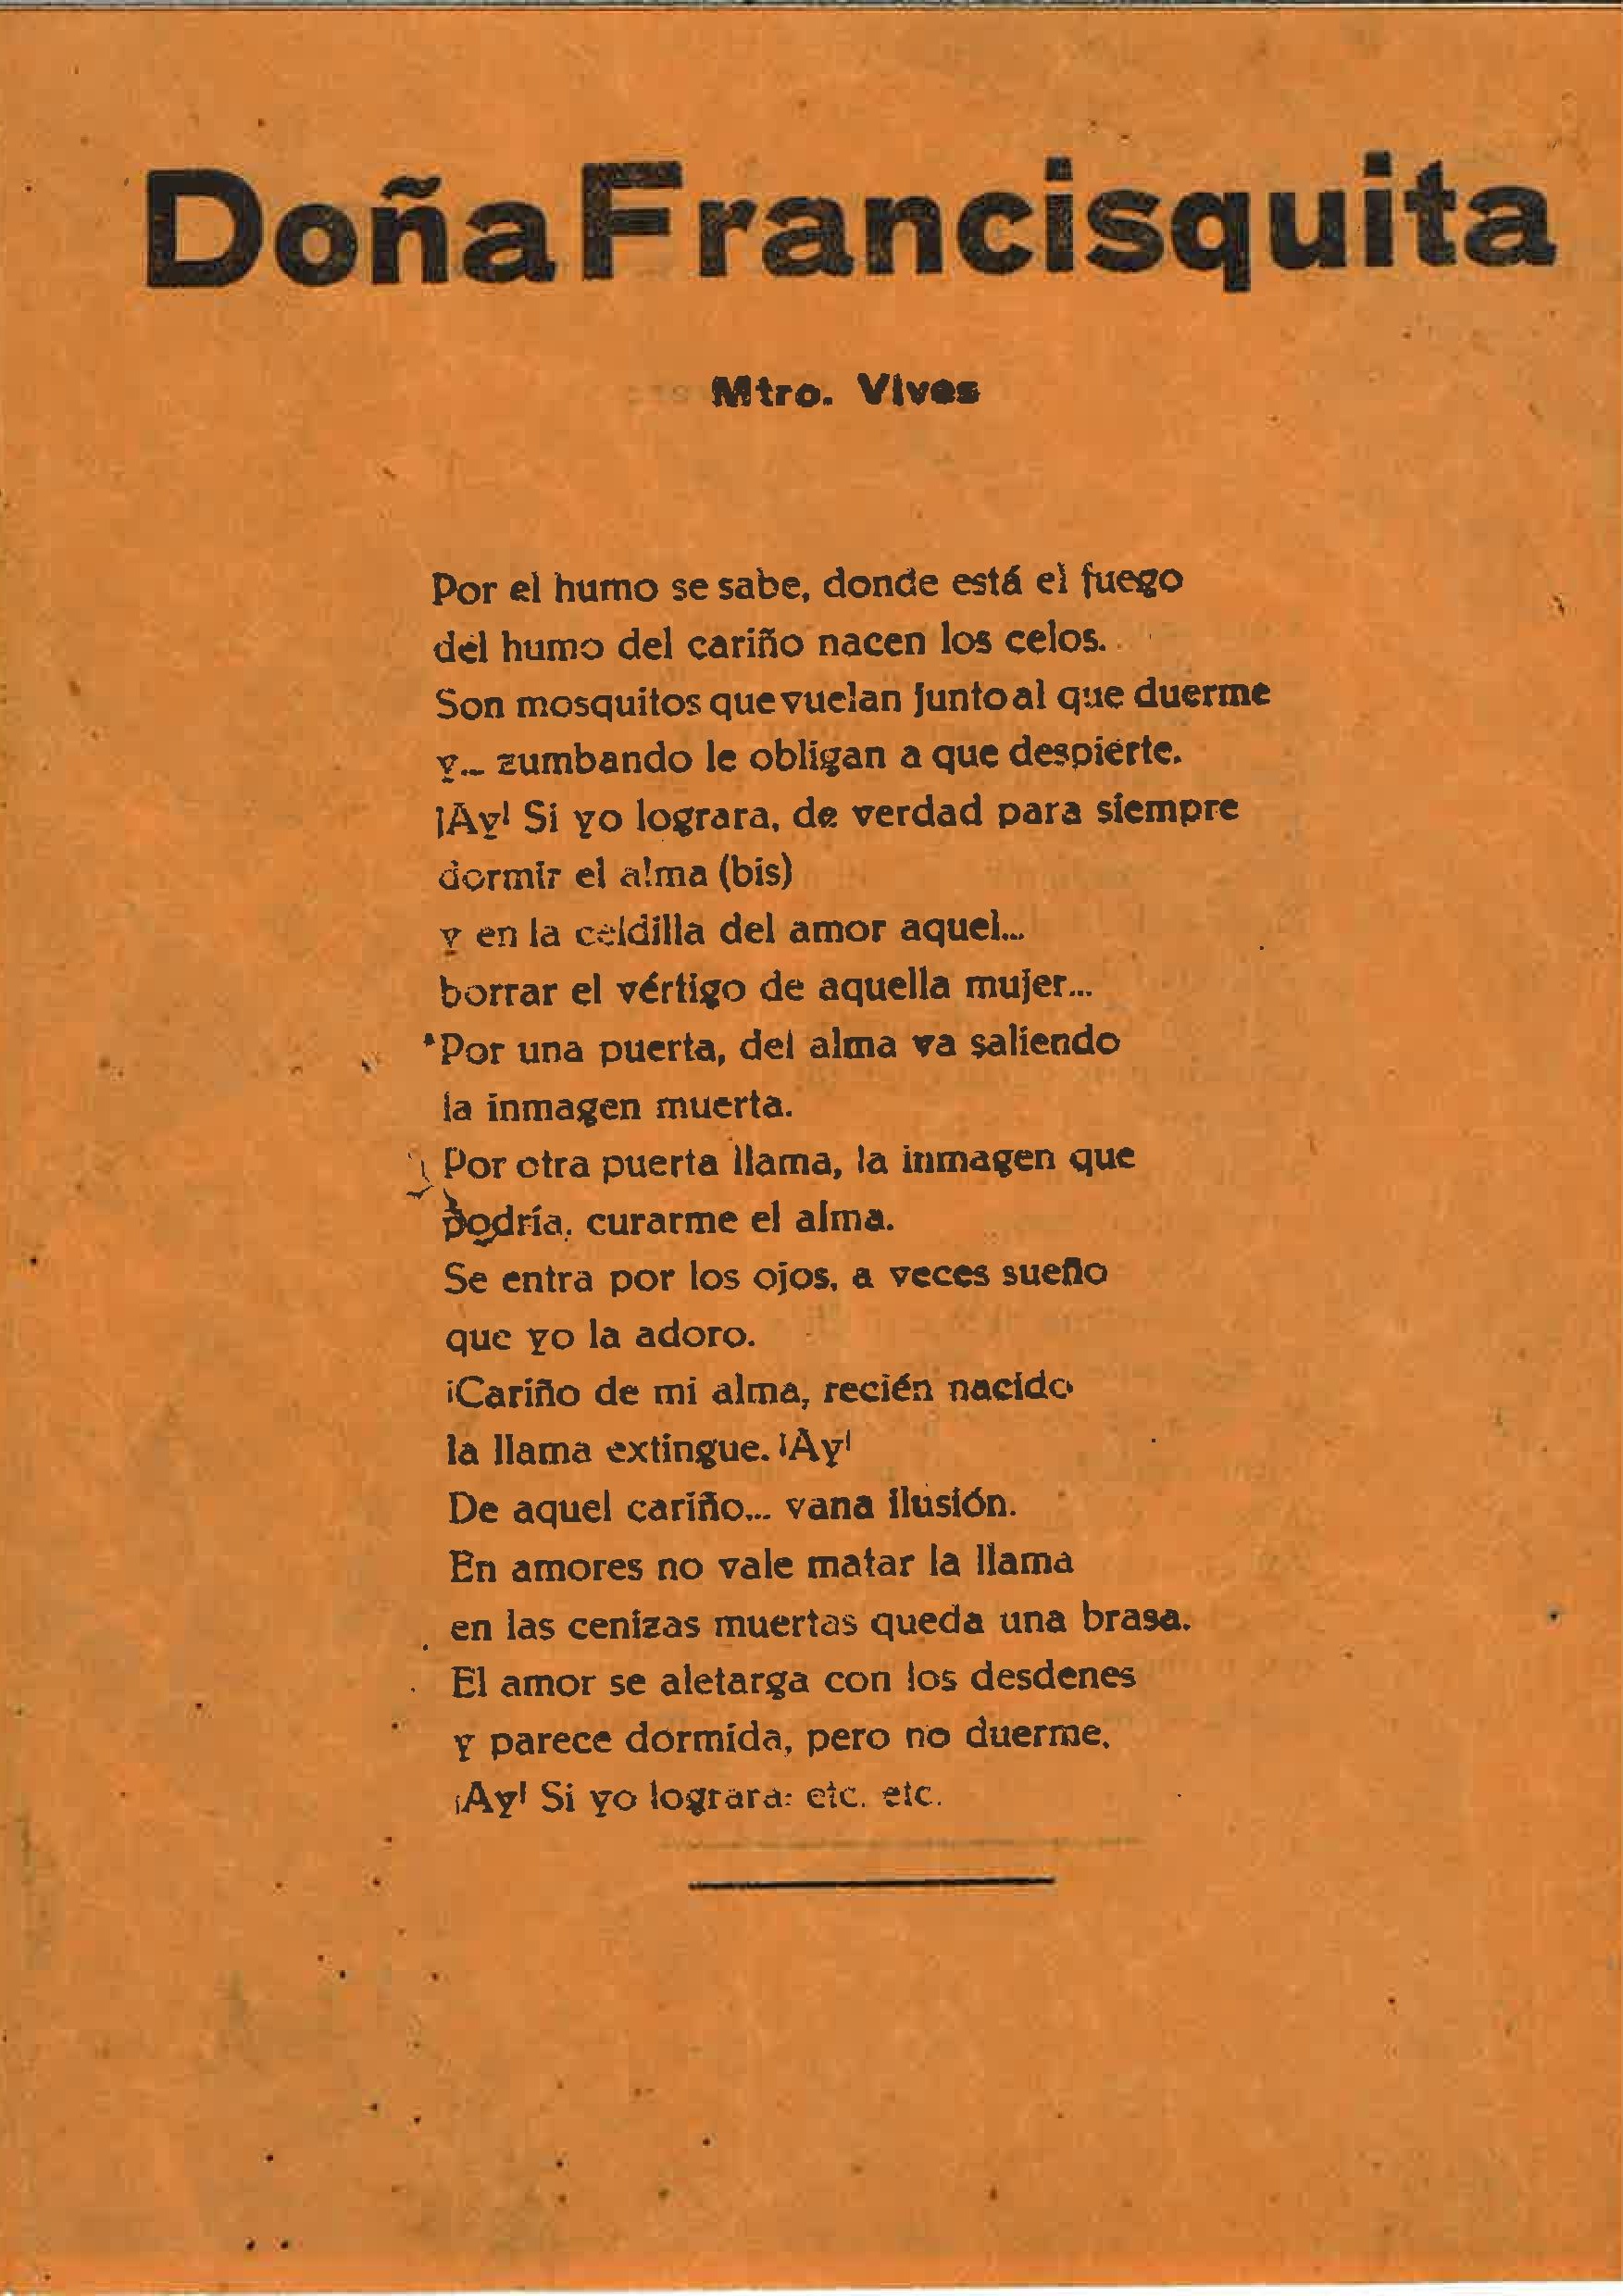 Doña Francisquita
Mtro. Vives
Por el humo se sabe, donde está el fuego
del humo del cariño nacen los celos.
Son mosquitos que vuelan junto al que duerme
y... zumbando le obligan a que despierte.
¡Ay! Si yo lograra, de verdad para siempre
dormir el alma (bis)
y en la celdilla del amor aquel...
borrar el vértigo de aquella mujer...
Por una puerta, del alma va saliendo
la inmagen muerta.
Por otra puerta llama, la inmagen que
podría, curarme el alma.
Se entra por los ojos, a veces sueño
que yo la adoro.
¡Cariño de mi alma, recién nacido
la llama extingue. ¡Ay!
De aquel cariño... vana ilusión.
En amores no vale matar la llama
en las cenizas muertas queda una brasa.
El amor se aletarga con los desdenes
y parece dormida, pero no duerme,
¡Ay! Si yo lograra: etc. etc.